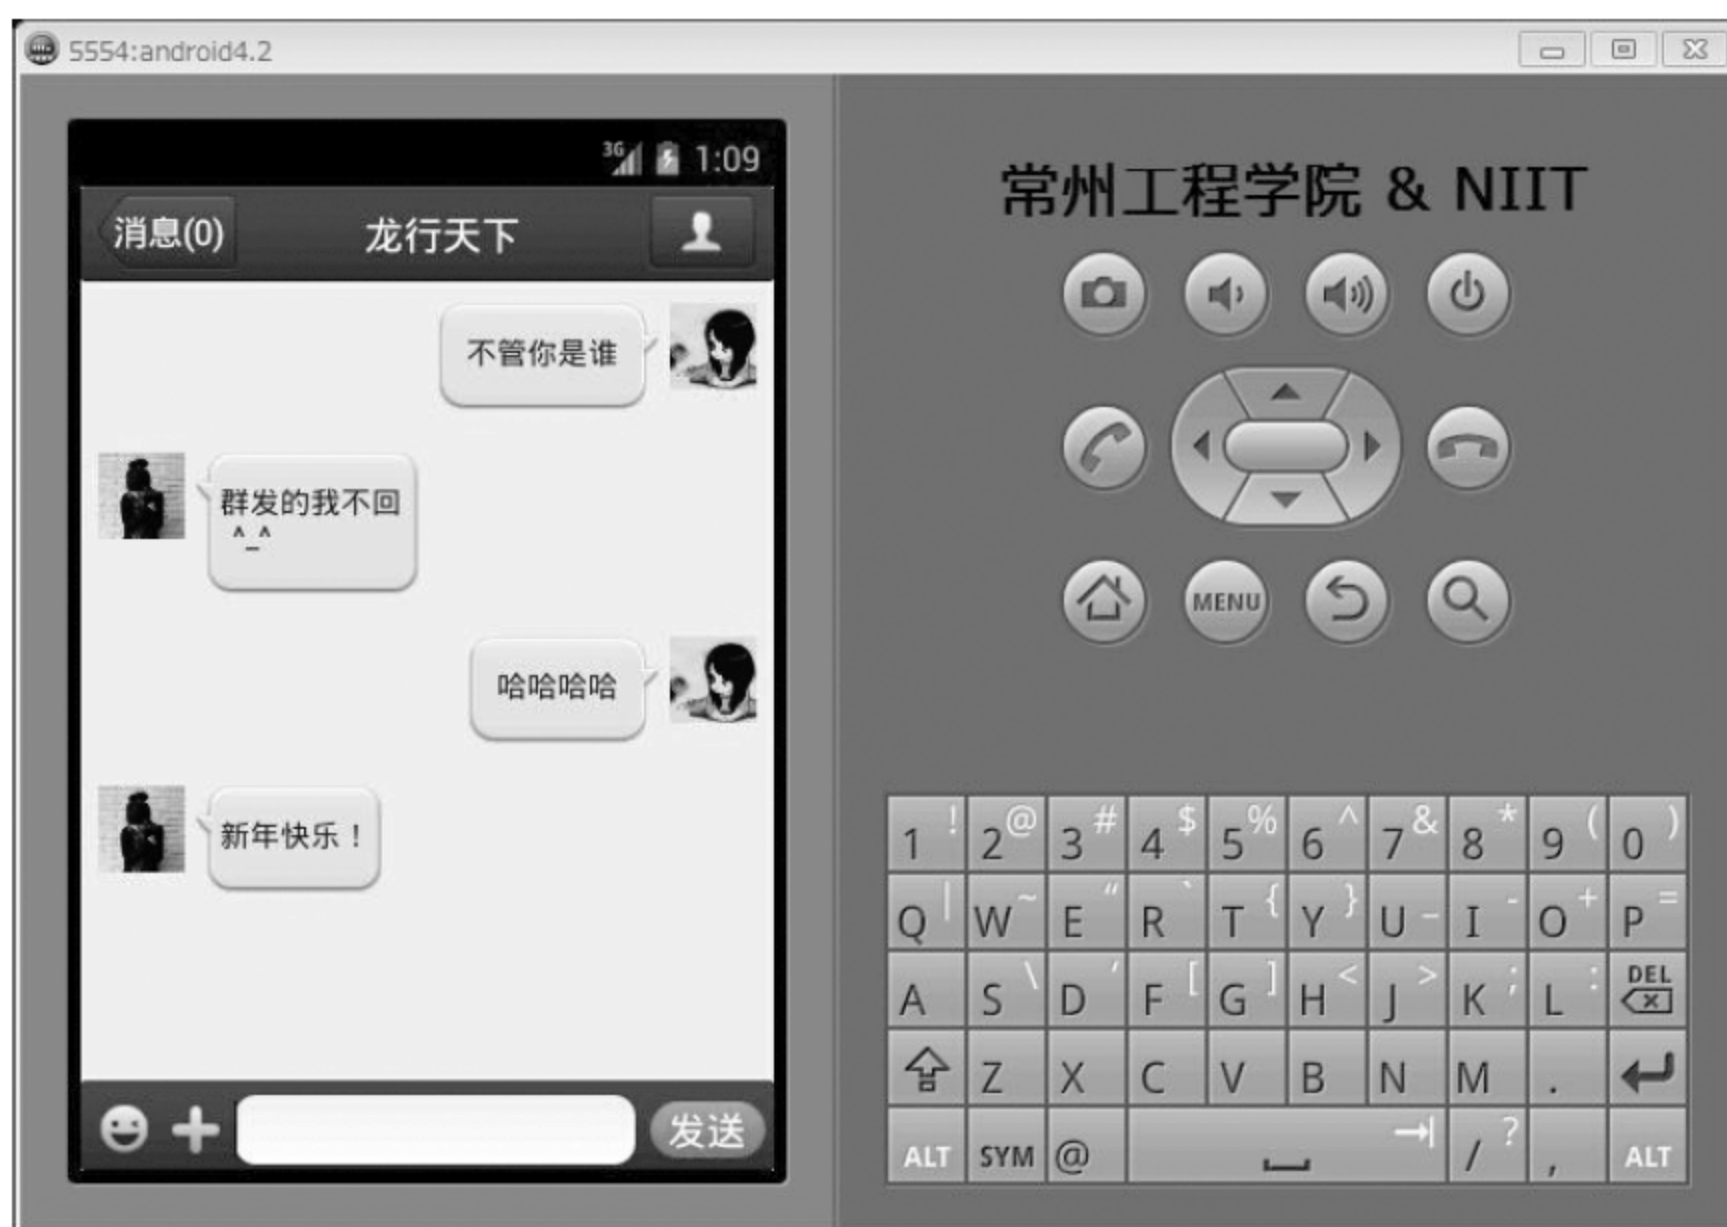 5554:android4.2
3G 1:09
消息(0) 龙行天下
不管你是谁
群发的我不回
^_^
哈哈哈哈
新年快乐！
发送
常州工程学院 & NIIT
MENU
1 ! 2 @ 3 # 4 $ 5 % 6 ^ 7 & 8 * 9 ( 0 )
Q | W ~ E “ R ` T { Y } U _ I - O + P =
A S \ D ′ F [ G ] H < J > K ; L : DEL
Z X C V B N M .
ALT SYM @ / ? , ALT